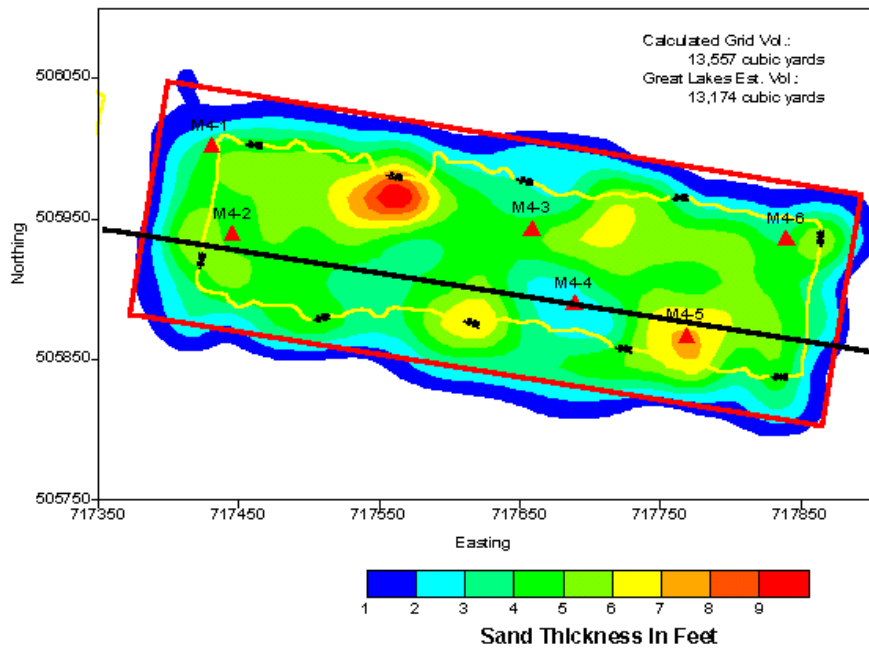 Calculated Grid Vol.:
13,557 cubic yards
Great Lakes Est. Vol.:
13,174 cubic yards
506050
M4-1
M4-2
M4-3
M4-6
505950
Northing
M4-4
M4-5
505850
505750
717350 717450 717550 717650 717750 717850
Easting
1 2 3 4 5 6 7 8 9
Sand Thickness In Feet